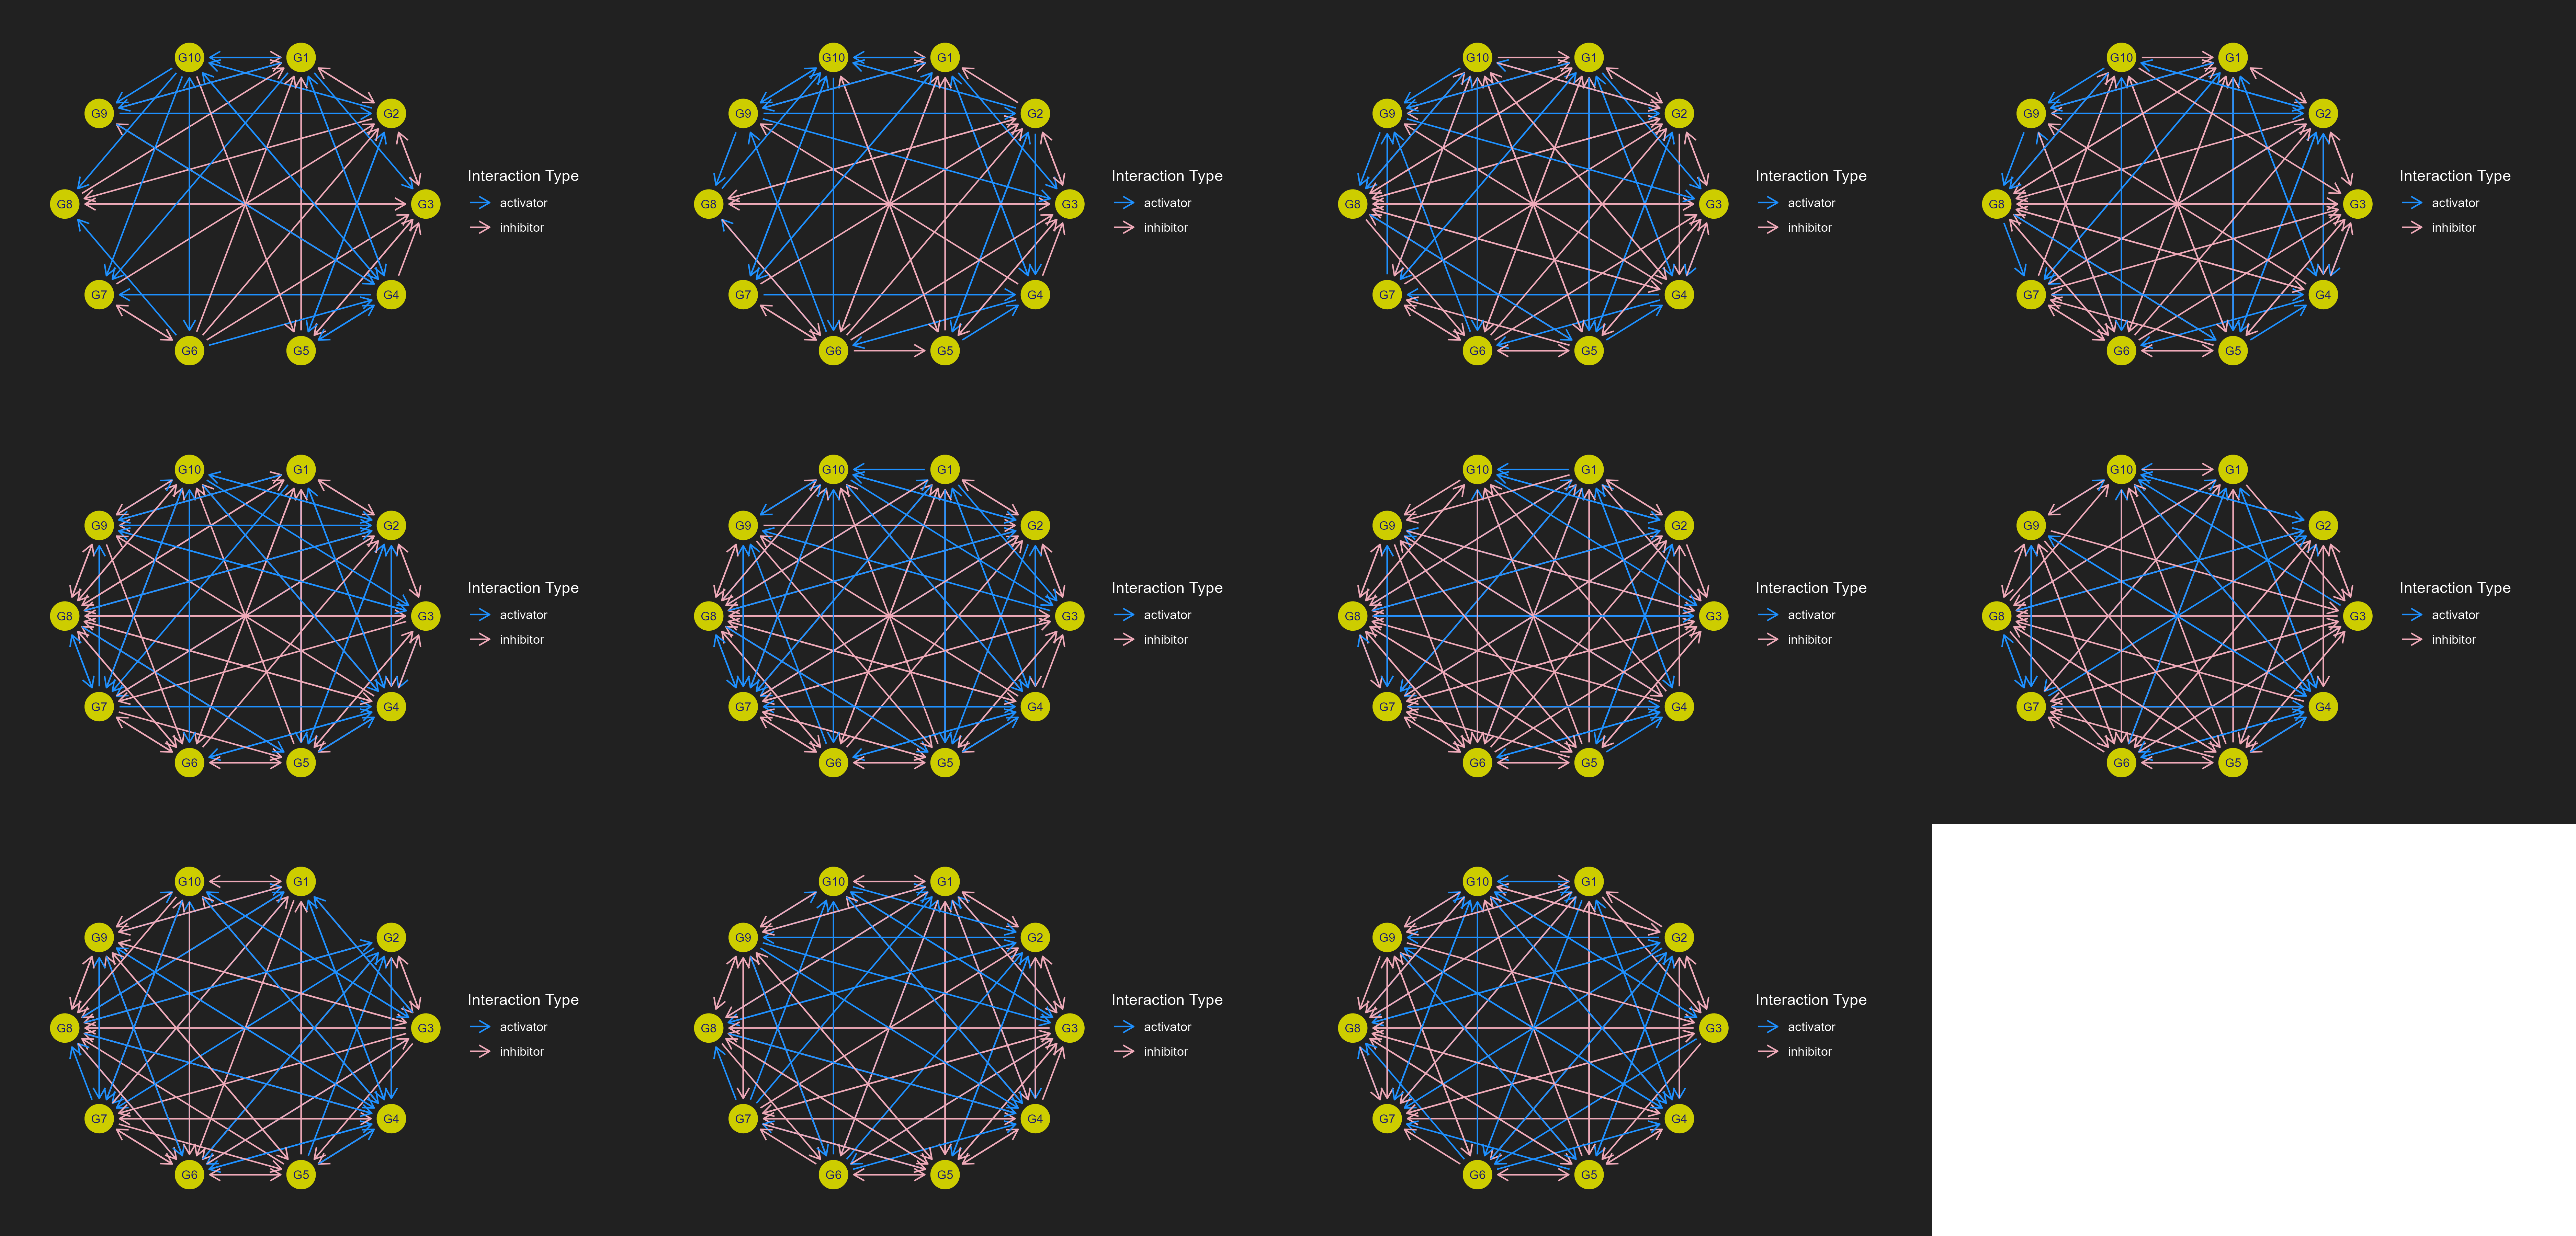 G10 G1
G9 G2
G8 G3
G7 G4
G6 G5
Interaction Type
activator
inhibitor
G10 G1
G9 G2
G8 G3
G7 G4
G6 G5
Interaction Type
activator
inhibitor
G10 G1
G9 G2
G8 G3
G7 G4
G6 G5
Interaction Type
activator
inhibitor
G10 G1
G9 G2
G8 G3
G7 G4
G6 G5
Interaction Type
activator
inhibitor
G10 G1
G9 G2
G8 G3
G7 G4
G6 G5
Interaction Type
activator
inhibitor
G10 G1
G9 G2
G8 G3
G7 G4
G6 G5
Interaction Type
activator
inhibitor
G10 G1
G9 G2
G8 G3
G7 G4
G6 G5
Interaction Type
activator
inhibitor
G10 G1
G9 G2
G8 G3
G7 G4
G6 G5
Interaction Type
activator
inhibitor
G10 G1
G9 G2
G8 G3
G7 G4
G6 G5
Interaction Type
activator
inhibitor
G10 G1
G9 G2
G8 G3
G7 G4
G6 G5
Interaction Type
activator
inhibitor
G10 G1
G9 G2
G8 G3
G7 G4
G6 G5
Interaction Type
activator
inhibitor